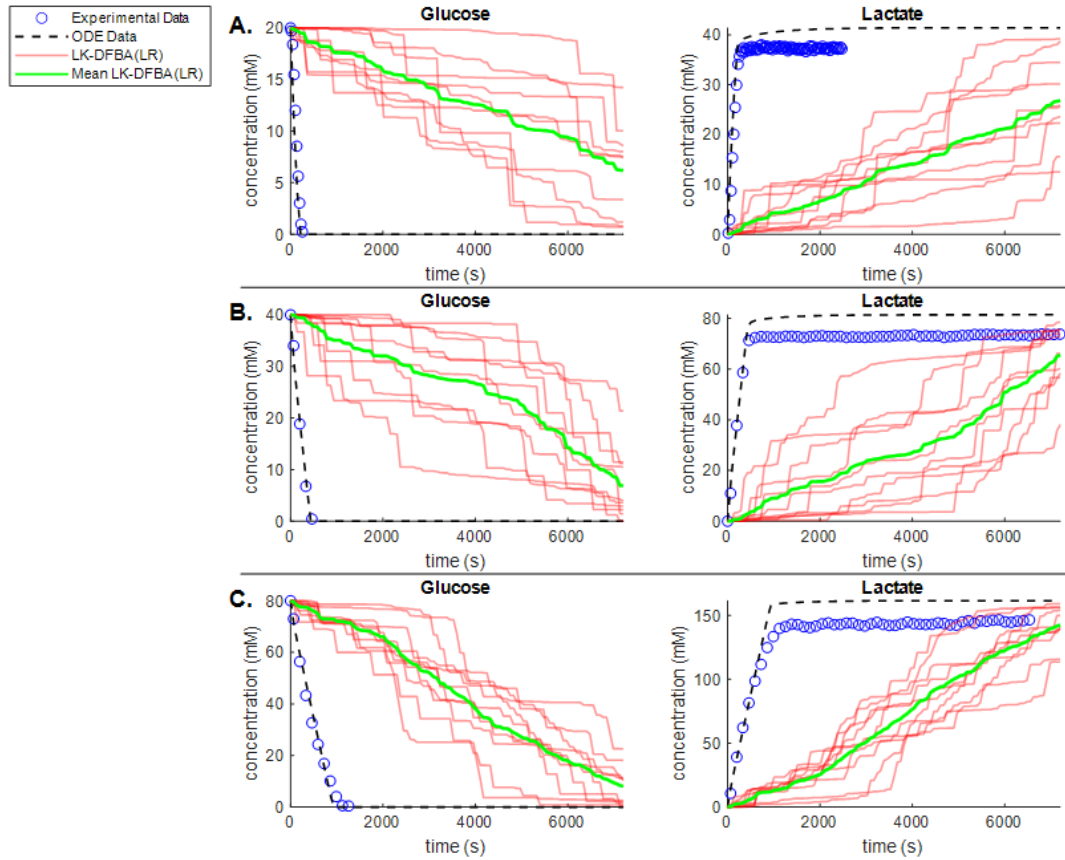 Experimental Data
ODE Data
LK-DFBA(LR)
Mean LK-DFBA(LR)
A.
Glucose
concentration (mM)
20
15
10
5
0
0 2000 4000 6000
time (s)
Lactate
concentration (mM)
40
30
20
10
0
0 2000 4000 6000
time (s)
B.
Glucose
concentration (mM)
40
30
20
10
0
0 2000 4000 6000
time (s)
Lactate
concentration (mM)
80
60
40
20
0
0 2000 4000 6000
time (s)
C.
Glucose
concentration (mM)
80
60
40
20
0
0 2000 4000 6000
time (s)
Lactate
concentration (mM)
150
100
50
0
0 2000 4000 6000
time (s)